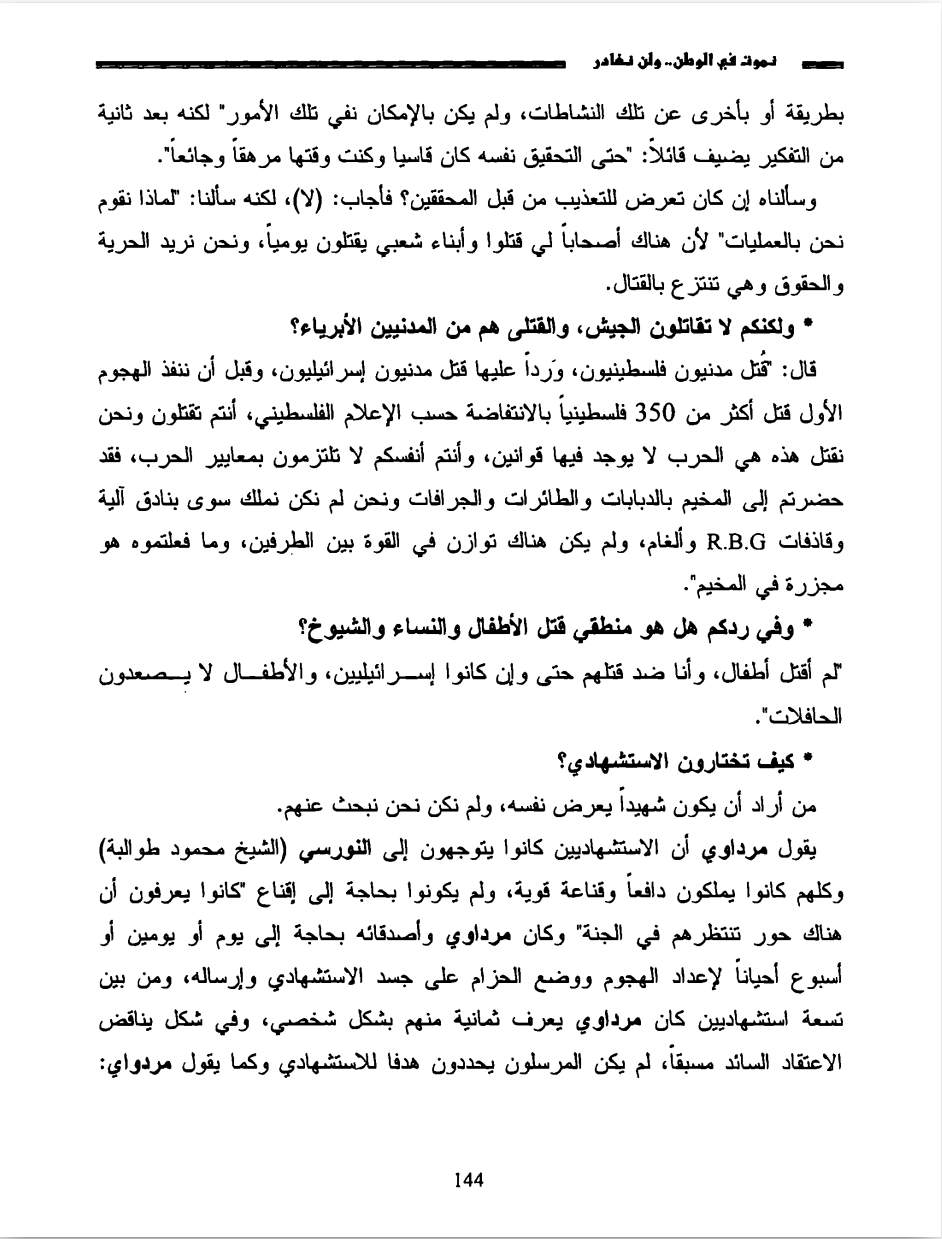 نموت في الوطن.. ولن نغادر
بطريقة أو بأخرى عن تلك النشاطات، ولم يكن بالإمكان نفي تلك الأمور" لكنه بعد ثانية
من التفكير يضيف قائلاً: "حتى التحقيق نفسه كان قاسيا وكنت وقتها مرهقاً وجائعاً".
وسألناه إن كان تعرض للتعذيب من قبل المحققين؟ فأجاب: (لا)، لكنه سألنا: "لماذا نقوم
نحن بالعمليات" لأن هناك أصحاباً لي قتلوا وأبناء شعبي يقتلون يومياً، ونحن نريد الحرية
والحقوق وهي تنتزع بالقتال.
* ولكنكم لا تقاتلون الجيش، والقتلى هم من المدنيين الأبرياء؟
قال: "قُتل مدنيون فلسطينيون، وَرداً عليها قتل مدنيون إسرائيليون، وقبل أن ننفذ الهجوم
الأول قتل أكثر من 350 فلسطينياً بالانتفاضة حسب الإعلام الفلسطيني، أنتم تقتلون ونحن
نقتل هذه هي الحرب لا يوجد فيها قوانين، وأنتم أنفسكم لا تلتزمون بمعايير الحرب، فقد
حضرتم إلى المخيم بالدبابات والطائرات والجرافات ونحن لم نكن نملك سوى بنادق آلية
وقاذفات R.B.G وألغام، ولم يكن هناك توازن في القوة بين الطرفين، وما فعلتموه هو
مجزرة في المخيم".
* وفي ردكم هل هو منطقي قتل الأطفال والنساء والشيوخ؟
"لم أقتل أطفال، وأنا ضد قتلهم حتى وإن كانوا إسـرائيليين، والأطفـال لا يـصعدون
الحافلات".
* كيف تختارون الاستشهادي؟
من أراد أن يكون شهيداً يعرض نفسه، ولم نكن نحن نبحث عنهم.
يقول مرداوي أن الاستشهاديين كانوا يتوجهون إلى النورسي (الشيخ محمود طوالبة)
وكلهم كانوا يملكون دافعاً وقناعة قوية، ولم يكونوا بحاجة إلى إقناع "كانوا يعرفون أن
هناك حور تنتظرهم في الجنة" وكان مرداوي وأصدقائه بحاجة إلى يوم أو يومين أو
أسبوع أحياناً لإعداد الهجوم ووضع الحزام على جسد الاستشهادي وإرساله، ومن بين
تسعة استشهاديين كان مرداوي يعرف ثمانية منهم بشكل شخصي، وفي شكل يناقض
الاعتقاد السائد مسبقاً، لم يكن المرسلون يحددون هدفا للاستشهادي وكما يقول مردواي:
144